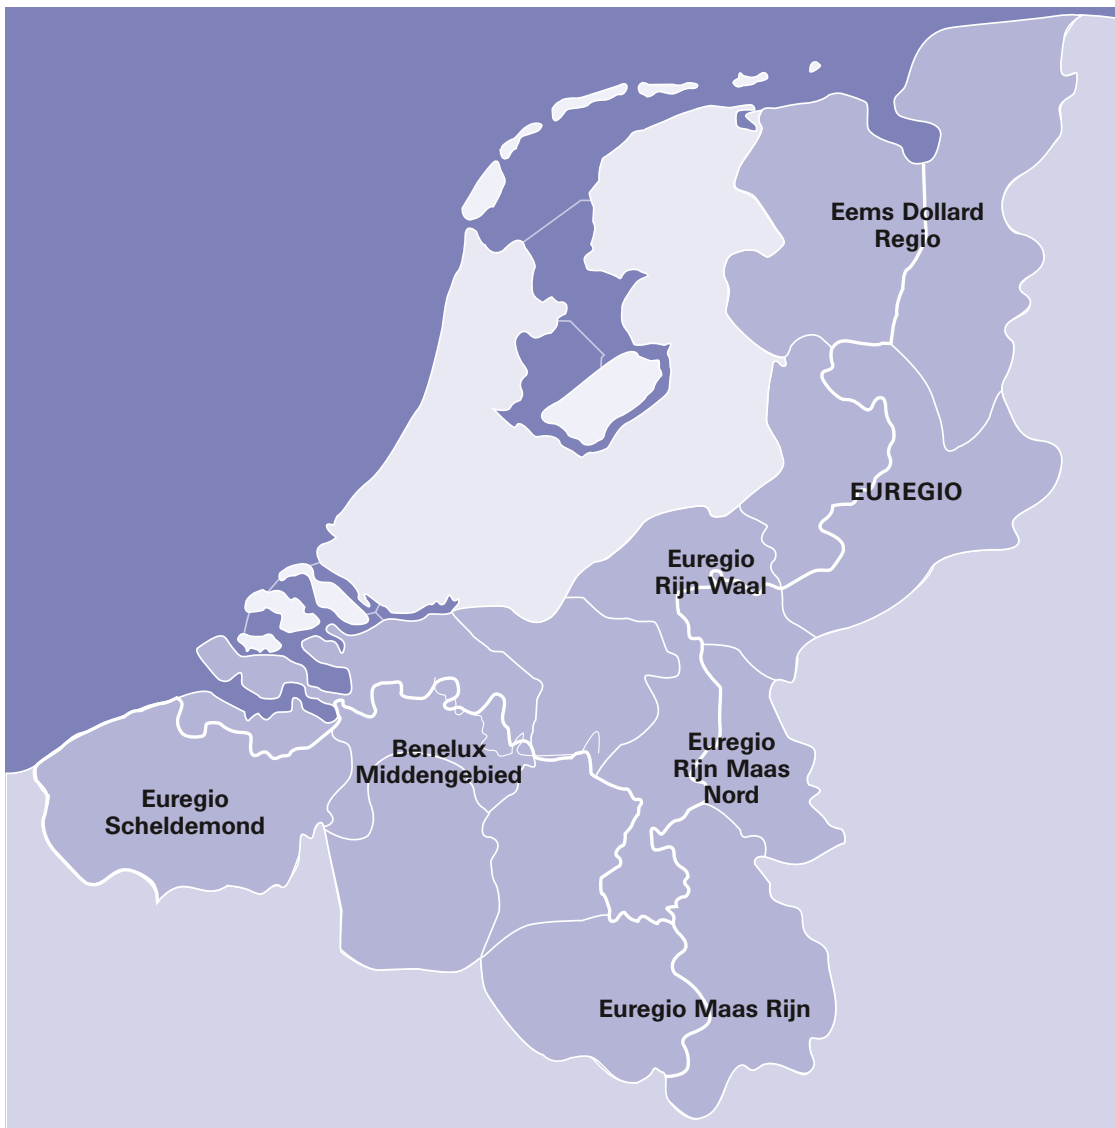 Eems Dollard
Regio
EUREGIO
Euregio
Rijn Waal
Euregio
Rijn Maas
Nord
Benelux
Middengebied
Euregio
Scheldemond
Euregio Maas Rijn